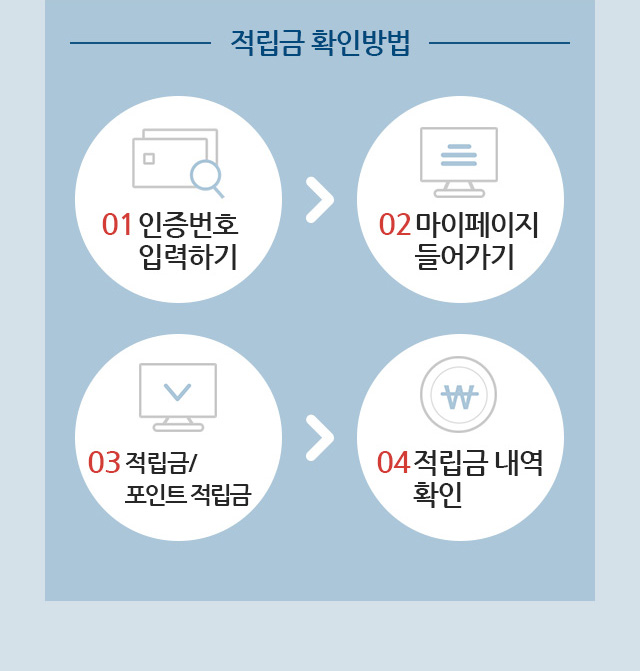 적립금 확인방법
01 인증번호
입력하기
02 마이페이지
들어가기
03 적립금/
포인트 적립금
₩
04 적립금 내역
확인